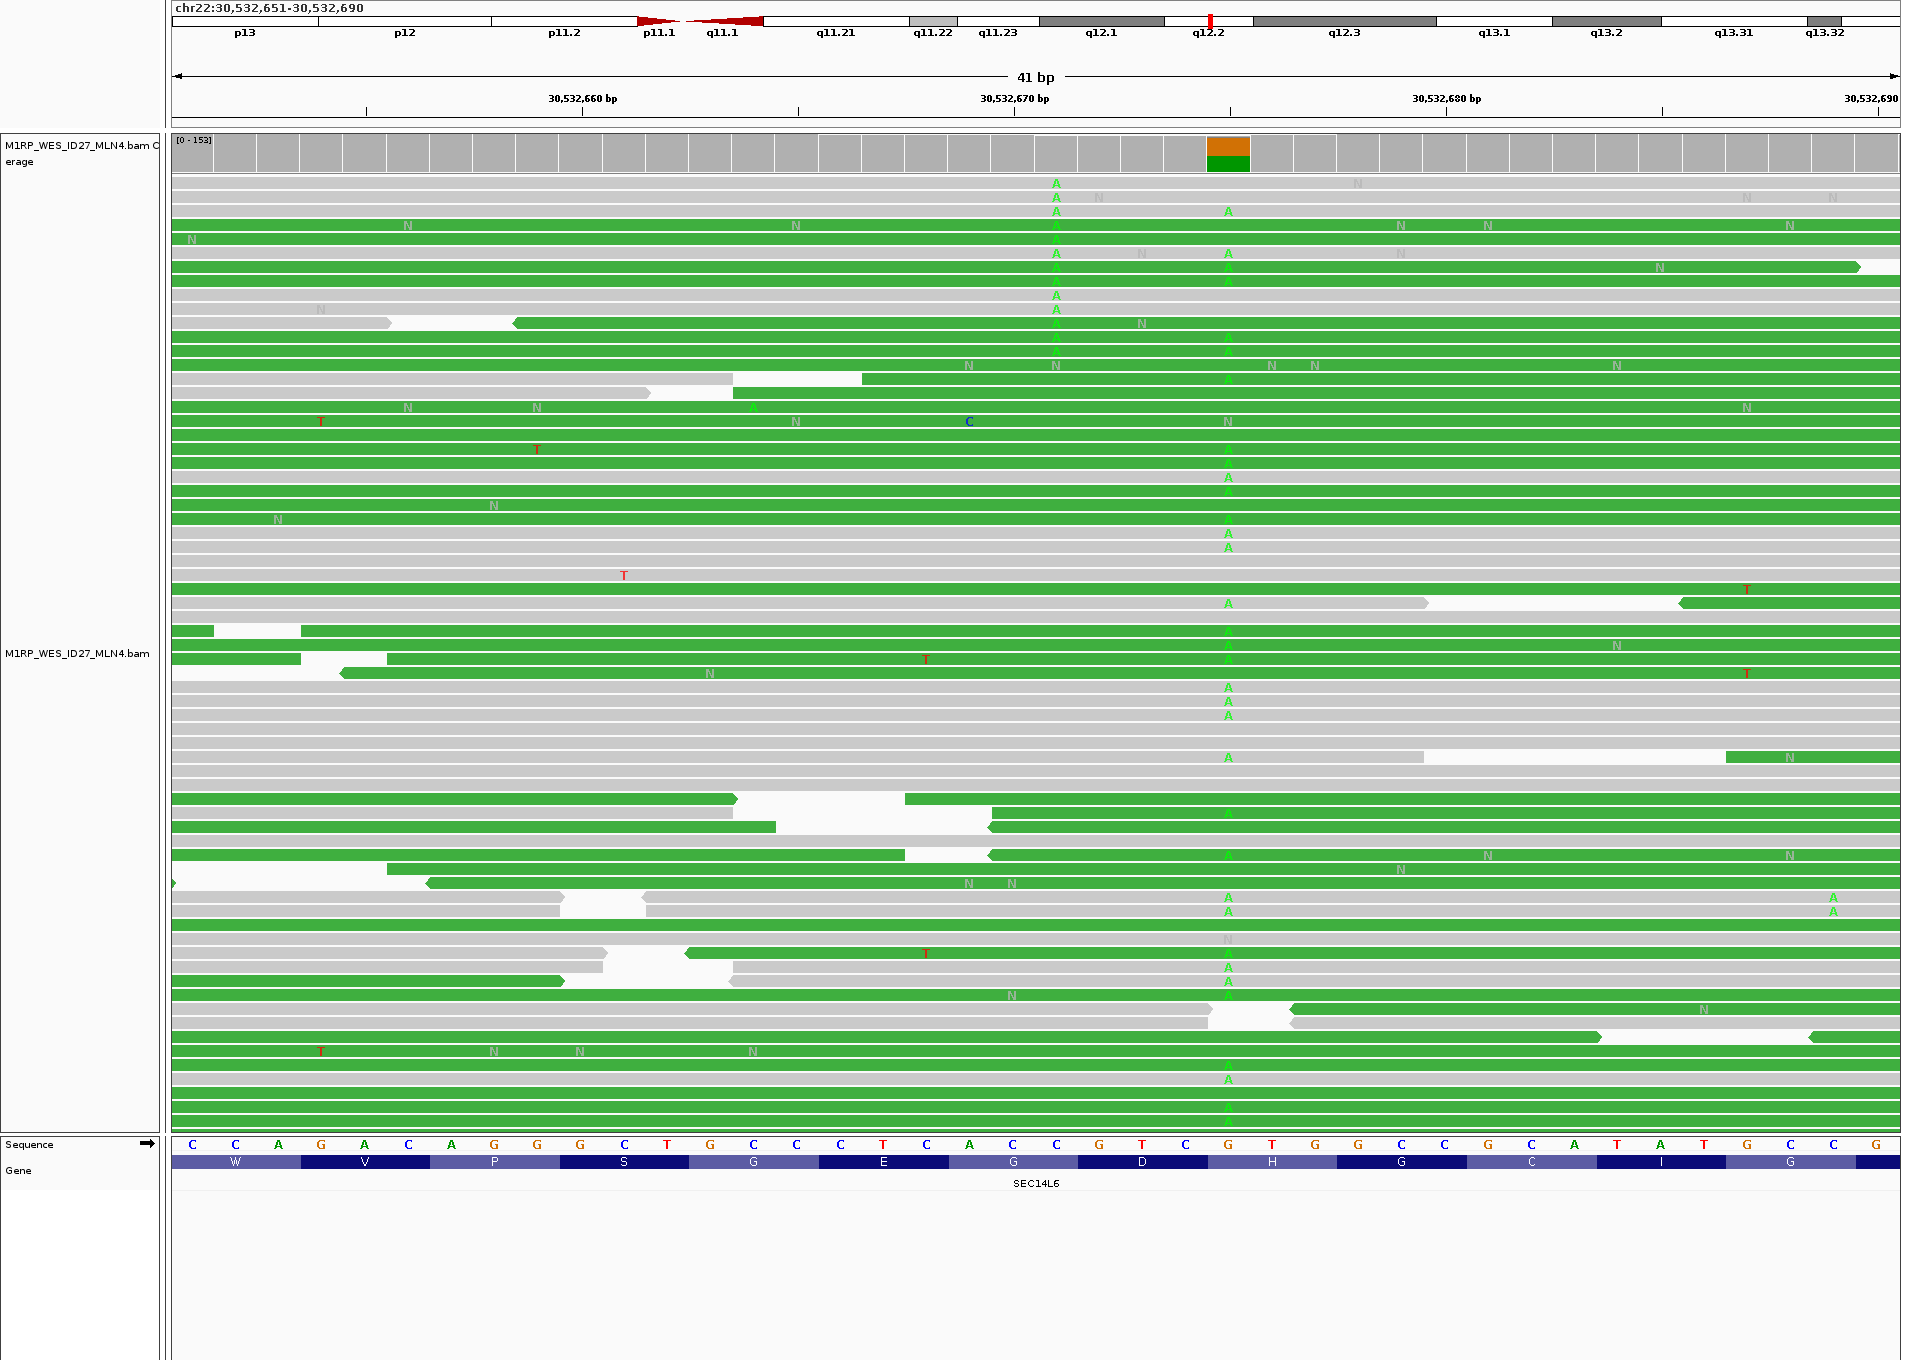 chr22:30,532,651-30,532,690
p13 p12 p11.2 p11.1 q11.1 q11.21 q11.22 q11.23 q12.1 q12.2 q12.3 q13.1 q13.2 q13.31 q13.32
41 bp
30,532,660 bp 30,532,670 bp 30,532,680 bp 30,532,690
M1RP_WES_ID27_MLN4.bam C
erage
[0 - 153]
A N
A N N N
A A
N N A N N N
N A
A N A N
A A N
A A
A
N A
A N
A A
A A
N N N N N
A
N N A N
T N C N
T A
A
A
A
N
N A
A
A
T
T
A
A
A N
M1RP_WES_ID27_MLN4.bam
T A
N T
A
A
A
A N
A
A N N
N
N N
A A
A A
N
T A
A
A
N A
N
T N N N
A
A
A
A
Sequence C C A G A C A G G G C T G C C C T C A C C G T C G T G G C C G C A T A T G C C G
Gene W V P S G E G D H G C I G
SEC14L6